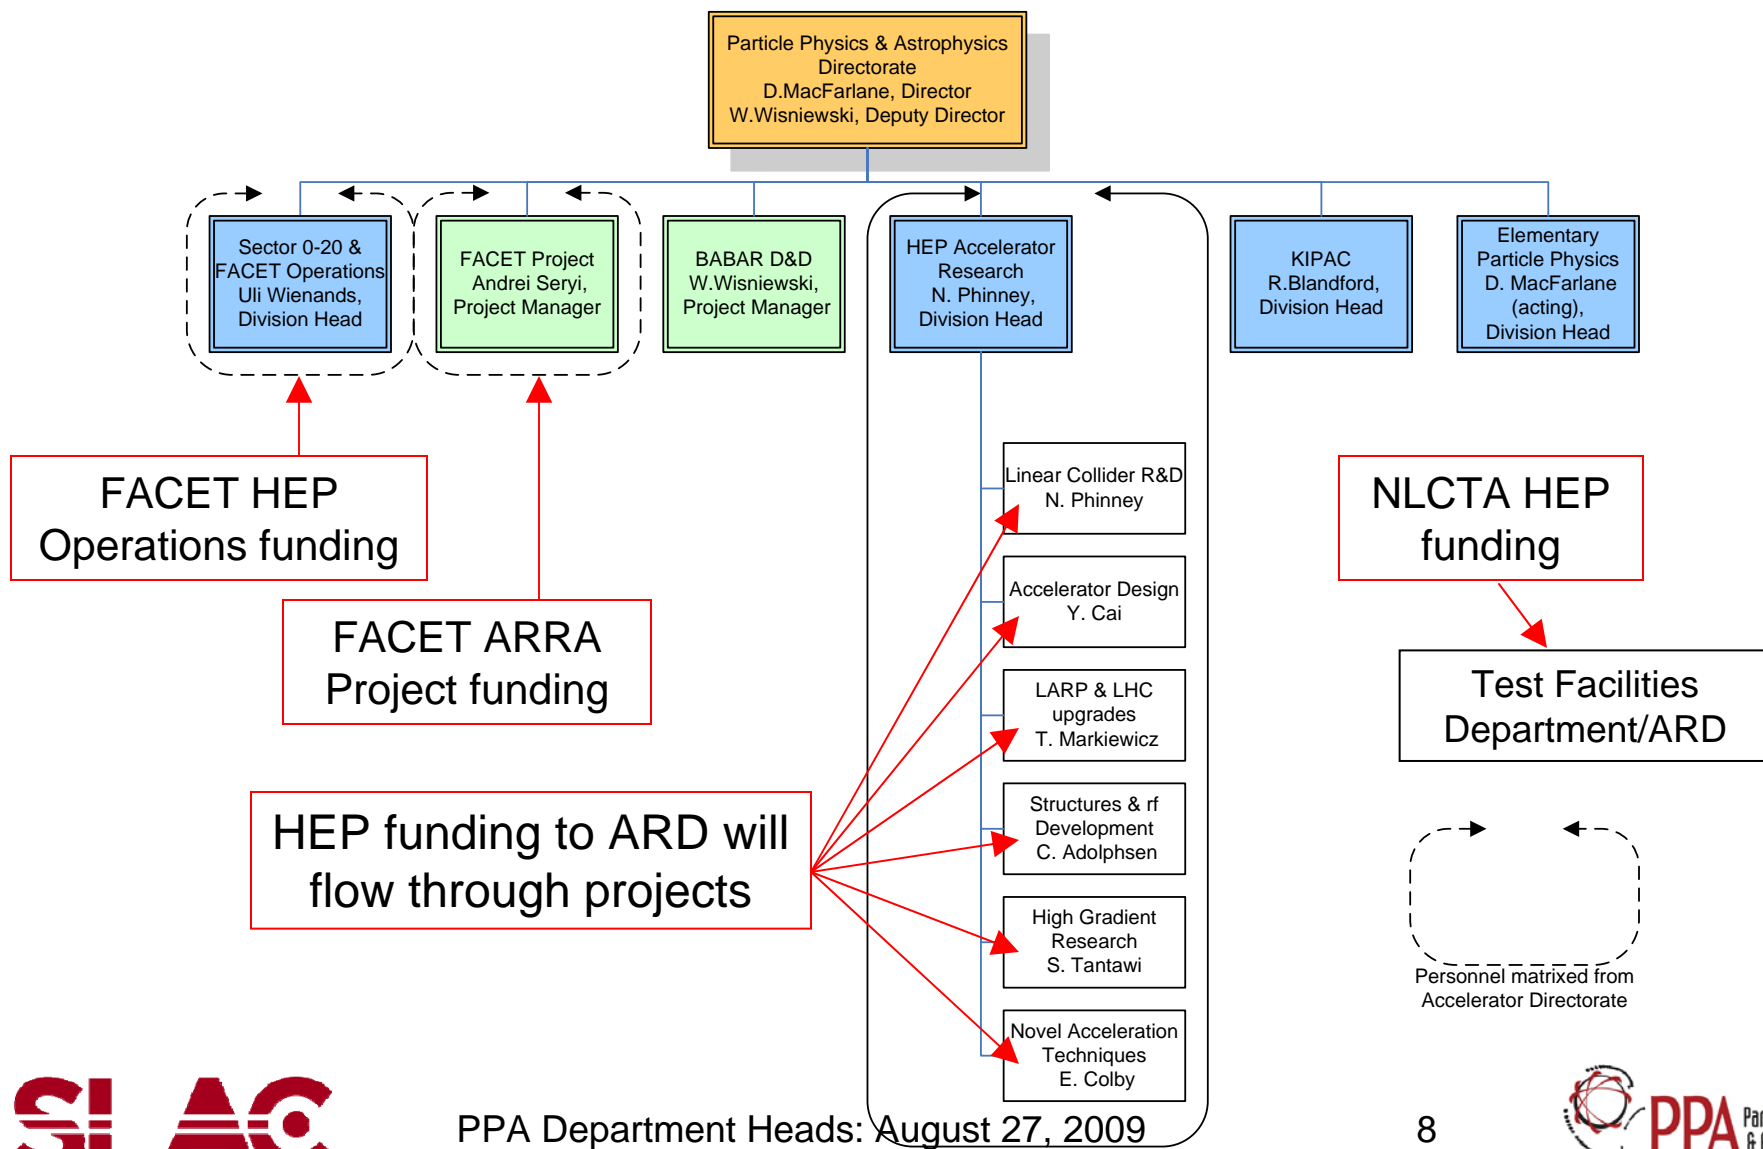 Particle Physics & Astrophysics
Directorate
D.MacFarlane, Director
W.Wisniewski, Deputy Director
Sector 0-20 &
FACET Operations
Uli Wienands,
Division Head
FACET Project
Andrei Seryi,
Project Manager
BABAR D&D
W.Wisniewski,
Project Manager
HEP Accelerator
Research
N. Phinney,
Division Head
KIPAC
R.Blandford,
Division Head
Elementary
Particle Physics
D. MacFarlane
(acting),
Division Head
FACET HEP
Operations funding
FACET ARRA
Project funding
HEP funding to ARD will
flow through projects
Linear Collider R&D
N. Phinney
Accelerator Design
Y. Cai
LARP & LHC
upgrades
T. Markiewicz
Structures & rf
Development
C. Adolphsen
High Gradient
Research
S. Tantawi
Novel Acceleration
Techniques
E. Colby
NLCTA HEP
funding
Test Facilities
Department/ARD
Personnel matrixed from
Accelerator Directorate
SLAC
PPA Department Heads: August 27, 2009
8
PPA